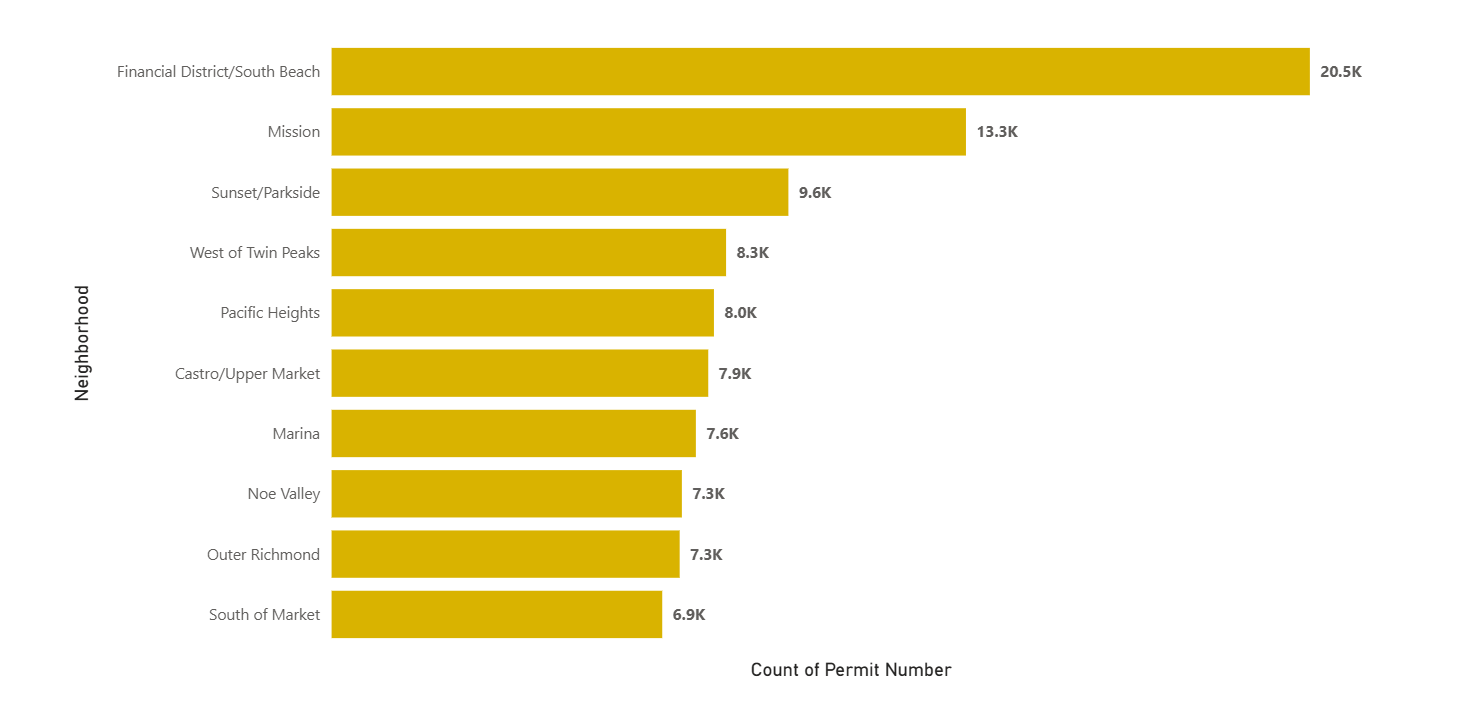 Financial District/South Beach 20.5K
Mission 13.3K
Sunset/Parkside 9.6K
West of Twin Peaks 8.3K
Pacific Heights 8.0K
Castro/Upper Market 7.9K
Marina 7.6K
Noe Valley 7.3K
Outer Richmond 7.3K
South of Market 6.9K
Neighborhood
Count of Permit Number